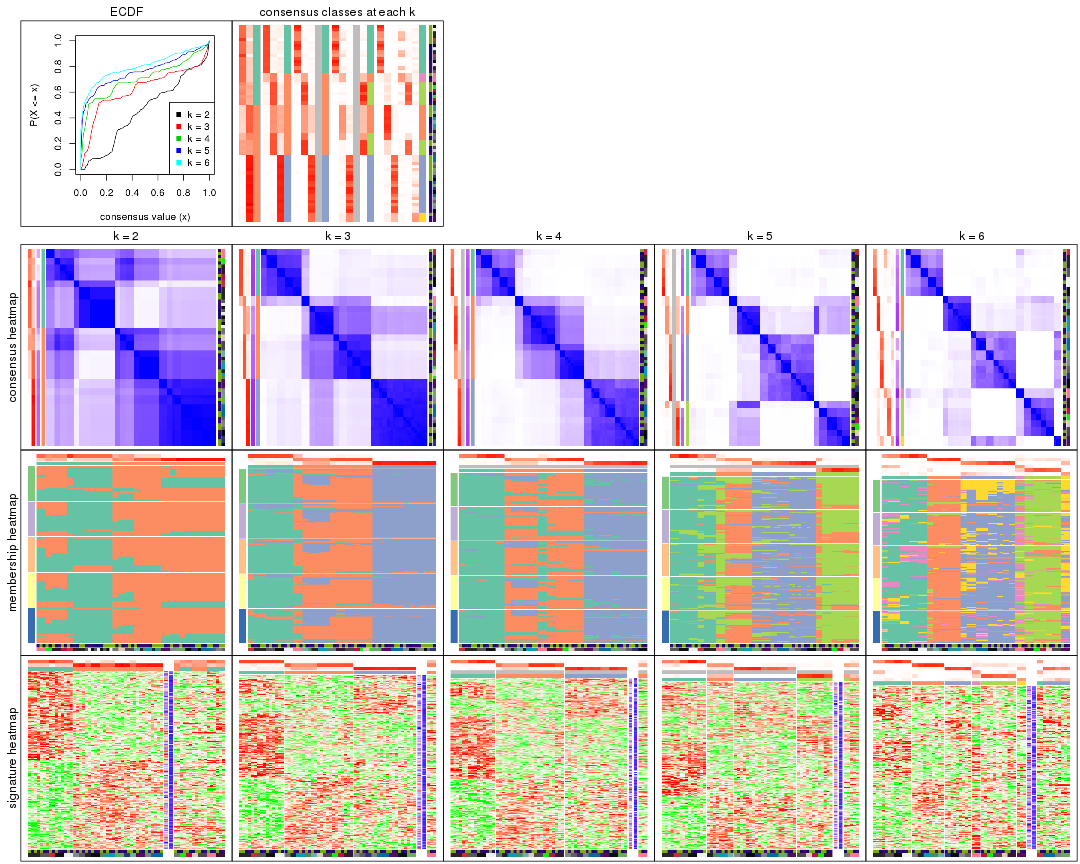 ECDF
consensus classes at each k
P(X <= x)
0.0 0.2 0.4 0.6 0.8 1.0
k = 2
k = 3
k = 4
k = 5
k = 6
0.0 0.2 0.4 0.6 0.8 1.0
consensus value (x)
k = 2
k = 3
k = 4
k = 5
k = 6
consensus heatmap
membership heatmap
signature heatmap